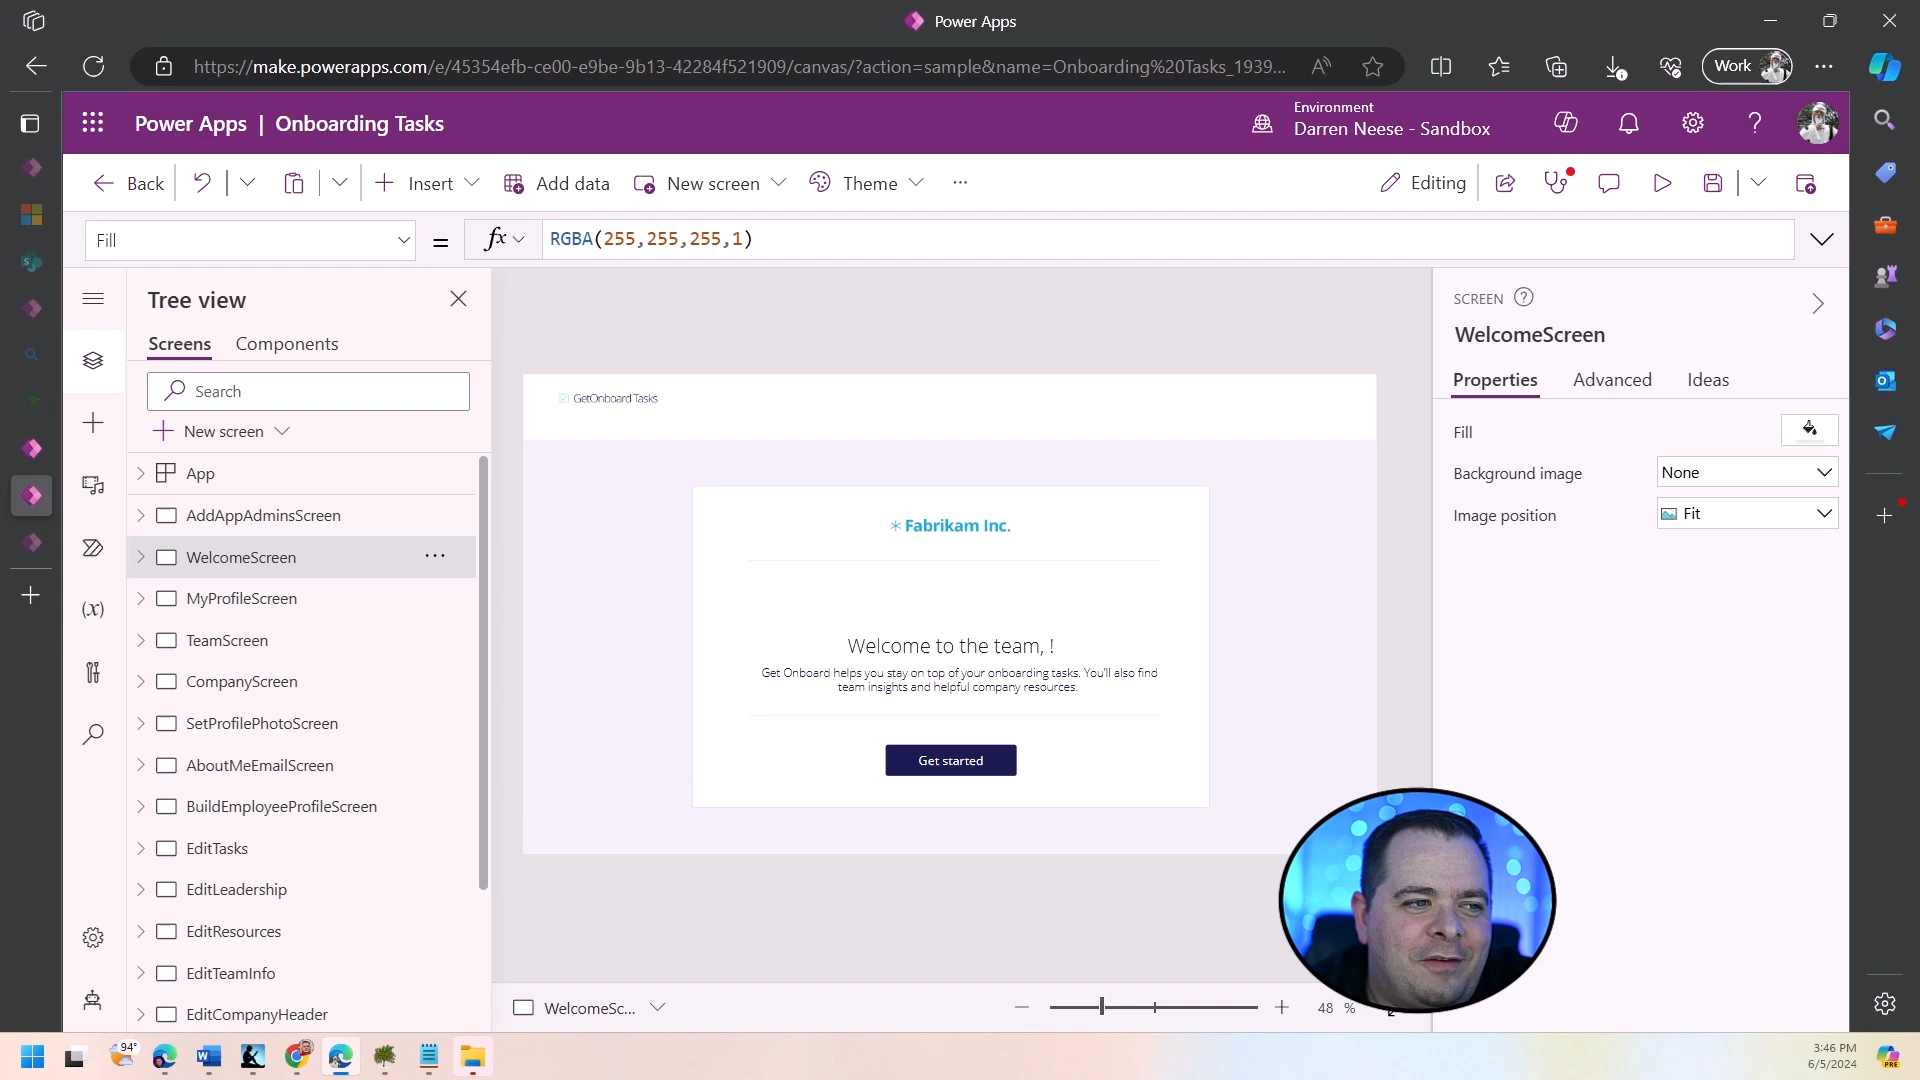 Power Apps
https://make.powerapps.com/e/45354efb-ce00-e9be-9b13-42284f521909/canvas/?action=sample&name=Onboarding%20Tasks_1939...
Work
Power Apps | Onboarding Tasks
Environment
Darren Neese - Sandbox
Back
Insert
Add data
New screen
Theme
Editing
Fill
=
fx
RGBA(255,255,255,1)
Tree view
Screens
Components
Search
New screen
App
AddAppAdminsScreen
WelcomeScreen
MyProfileScreen
TeamScreen
CompanyScreen
SetProfilePhotoScreen
AboutMeEmailScreen
BuildEmployeeProfileScreen
EditTasks
EditLeadership
EditResources
EditTeamInfo
EditCompanyHeader
(x)
GetOnboard Tasks
Fabrikam Inc.
Welcome to the team, !
Get Onboard helps you stay on top of your onboarding tasks. You'll also find
team insights and helpful company resources.
Get started
WelcomeSc...
48 %
SCREEN
WelcomeScreen
Properties
Advanced
Ideas
Fill
Background image
None
Image position
Fit
94°
3:46 PM
6/5/2024
PRE